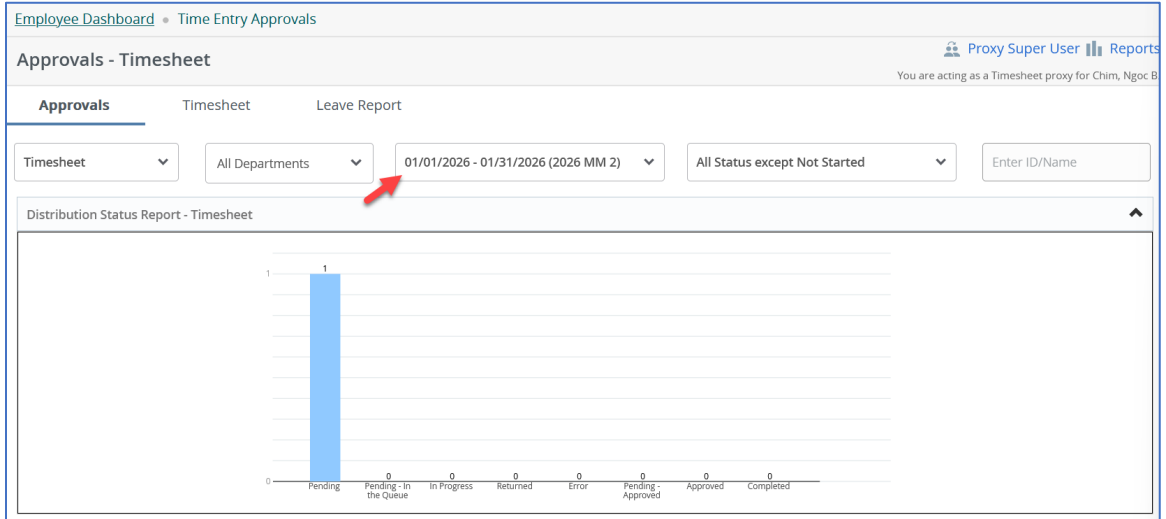 Employee Dashboard • Time Entry Approvals
Approvals - Timesheet
Proxy Super User Reports
You are acting as a Timesheet proxy for Chim, Ngoc B.
Approvals Timesheet Leave Report
Timesheet All Departments 01/01/2026 - 01/31/2026 (2026 MM 2) All Status except Not Started Enter ID/Name
Distribution Status Report - Timesheet
1
1
0
0 0 0 0 0 0 0
Pending Pending - In In Progress Returned Error Pending - Approved Completed
the Queue Approved